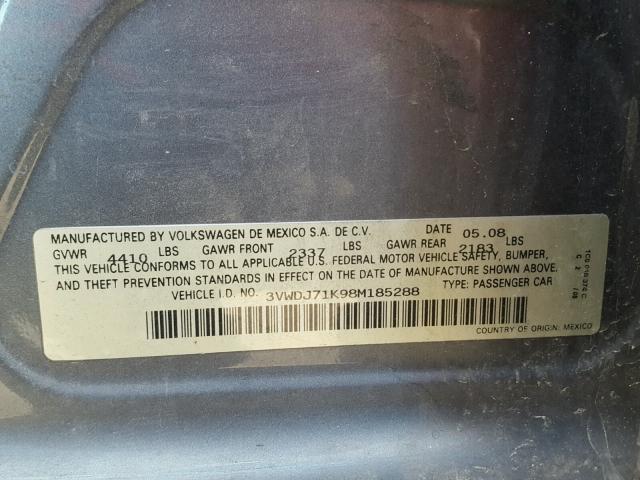 MANUFACTURED BY VOLKSWAGEN DE MEXICO S.A. DE C.V. DATE 05.08
GVWR 4410 LBS GAWR FRONT 2337 LBS GAWR REAR 2183 LBS
THIS VEHICLE CONFORMS TO ALL APPLICABLE U.S. FEDERAL MOTOR VEHICLE SAFETY, BUMPER,
AND THEFT PREVENTION STANDARDS IN EFFECT ON THE DATE OF MANUFACTURE SHOWN ABOVE.
VEHICLE I.D. NO. 3VWDJ71K98M185288 TYPE: PASSENGER CAR
COUNTRY OF ORIGIN: MEXICO